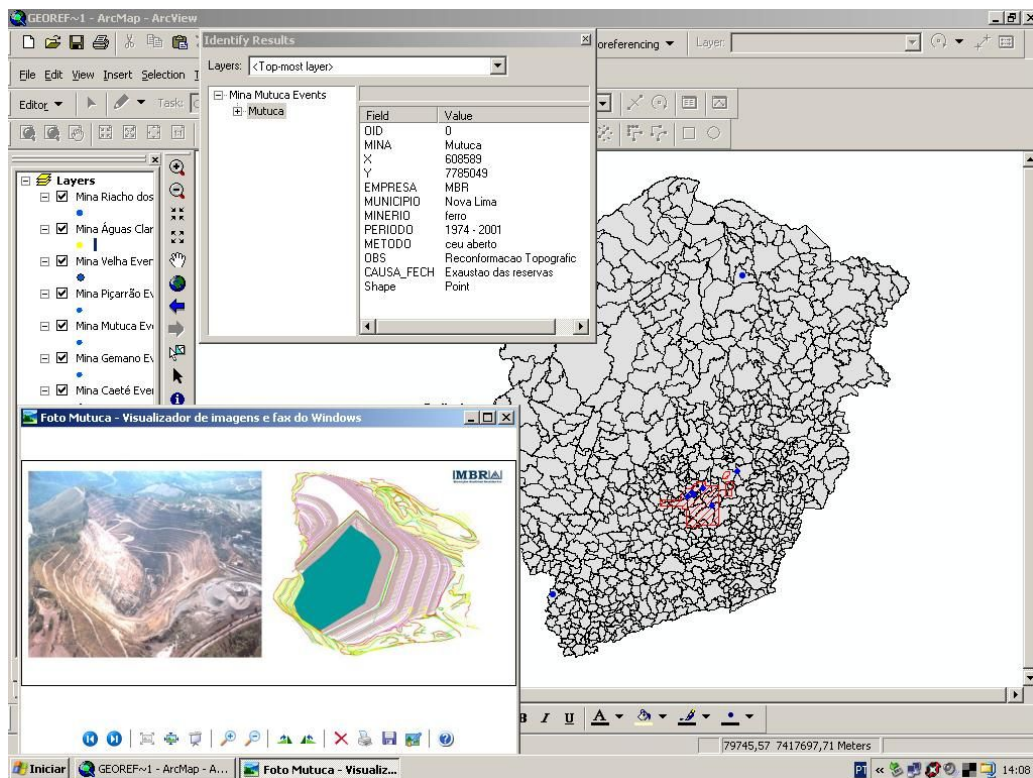 GEOREF~1 - ArcMap - ArcView
Identify Results
oreferencing
Layer:
Layers: <Top-most layer>
File Edit View Insert Selection
Mina Mutuca Events
Mutuca
Editor
Task:
Field Value
OID 0
MINA Mutuca
X 608589
Y 7785049
EMPRESA MBR
MUNICIPIO Nova Lima
MINERIO ferro
PERIODO 1974 - 2001
METODO ceu aberto
OBS Reconformacao Topografic
CAUSA_FECH Exaustao das reservas
Shape Point
Layers
Mina Riacho dos
Mina Águas Clar
Mina Velha Even
Mina Piçarrão Ev
Mina Mutuca Eve
Mina Gemano Ev
Mina Caeté Even
Foto Mutuca - Visualizador de imagens e fax do Windows
MBR
B I U A
79745,57 7417697,71 Meters
Iniciar
GEOREF~1 - ArcMap - A...
Foto Mutuca - Visualiz...
PT
14:08